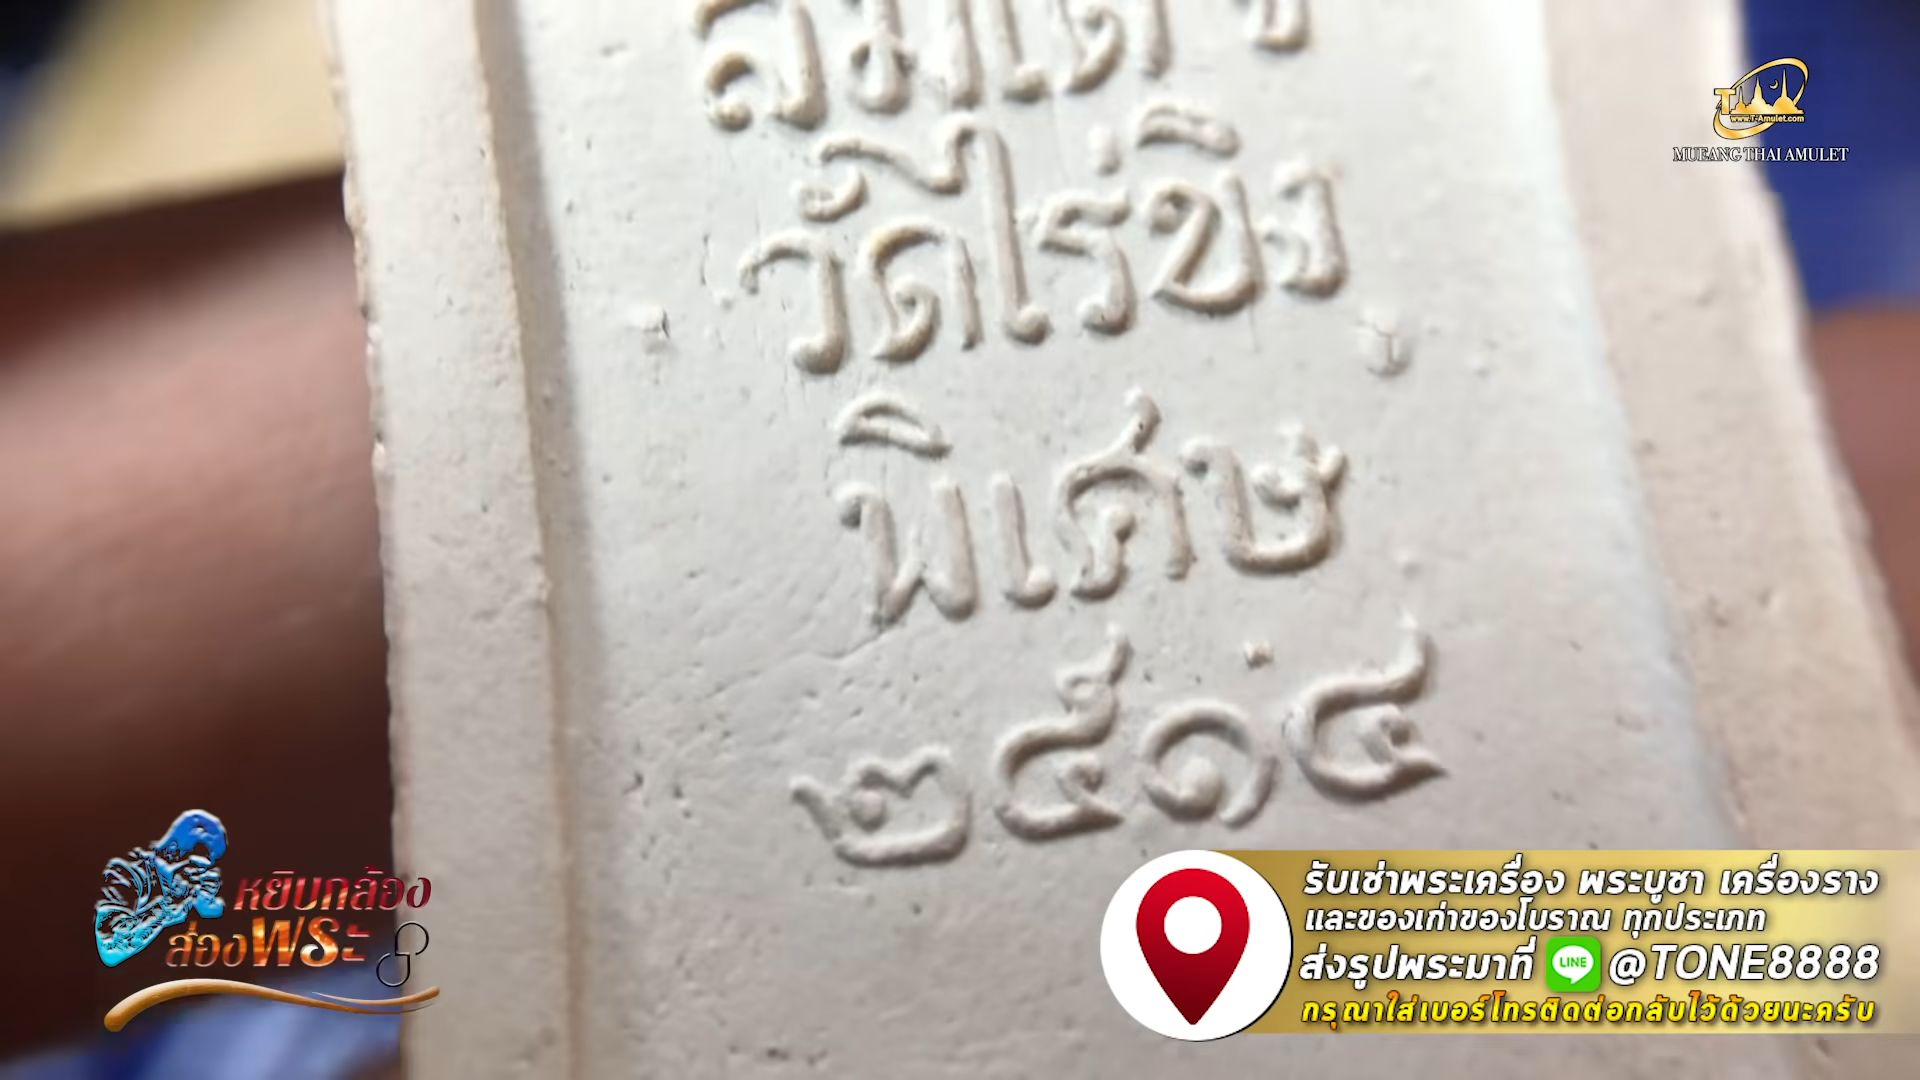 วัดไร่ขิง
พิเศษ
๒๕๑๔
www.T-Amulet.com
MUEANG THAI AMULET
หยิบกล้อง
ส่องพระ
รับเช่าพระเครื่อง พระบูชา เครื่องราง
และของเก่าของโบราณ ทุกประเภท
ส่งรูปพระมาที่ LINE @TONE8888
กรุณาใส่เบอร์โทรติดต่อกลับไว้ด้วยนะครับ